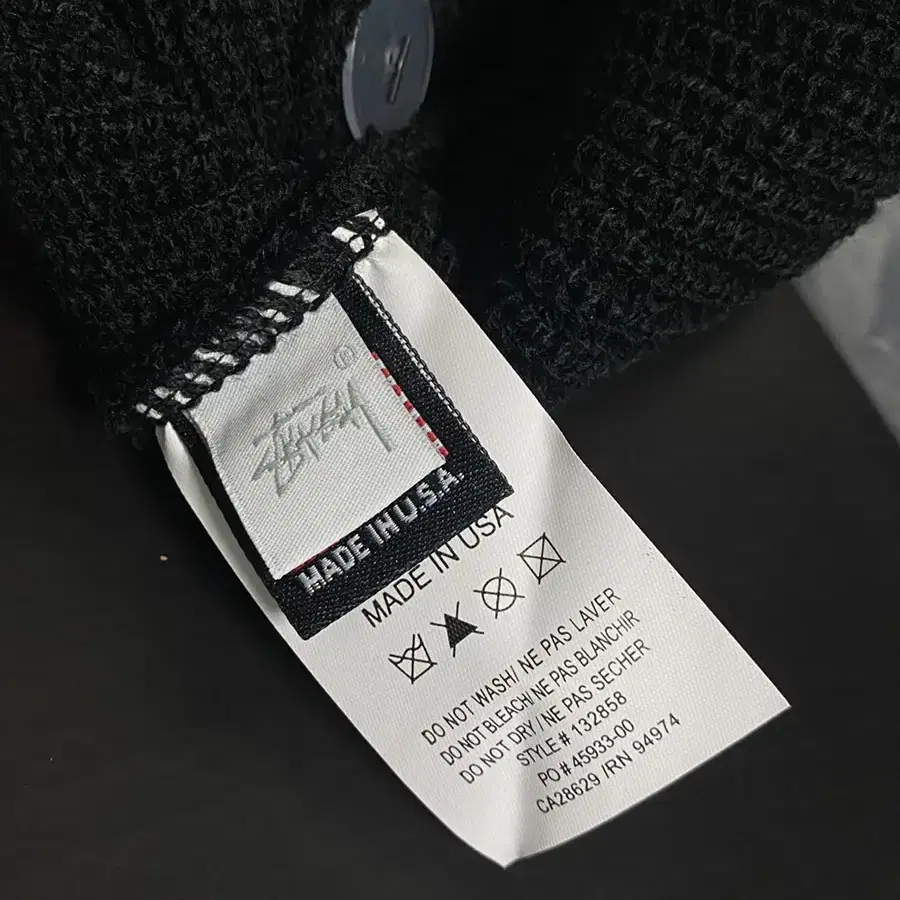 ®
Stüssy
MADE IN U.S.A.
MADE IN USA
DO NOT WASH/ NE PAS LAVER
DO NOT BLEACH/ NE PAS BLANCHIR
DO NOT DRY / NE PAS SECHER
STYLE# 132858
PO# 45933-00
CA28629 /RN 94974